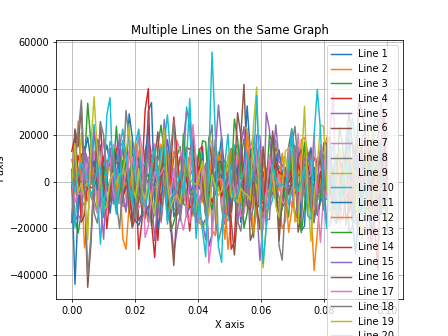 Multiple Lines on the Same Graph
60000
40000
20000
0
−20000
−40000
0.00
0.02
0.04
0.06
X axis
Line 1
Line 2
Line 3
Line 4
Line 5
Line 6
Line 7
Line 8
Line 9
Line 10
Line 11
Line 12
Line 13
Line 14
Line 15
Line 16
Line 17
Line 18
Line 19
Line 20